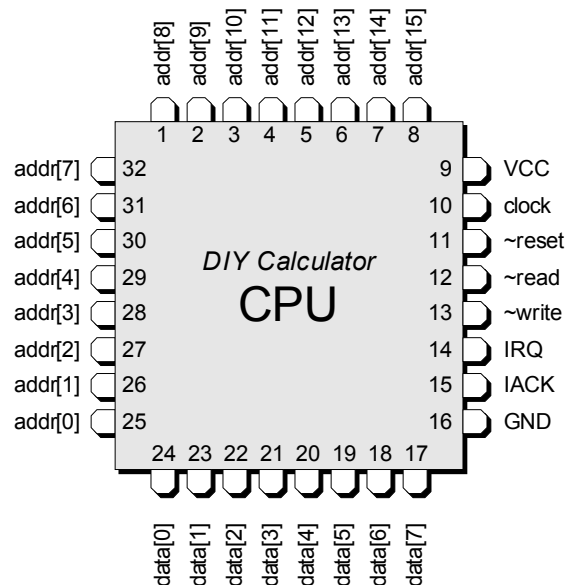 addr[8] addr[9] addr[10] addr[11] addr[12] addr[13] addr[14] addr[15]
1 2 3 4 5 6 7 8
addr[7] 32 9 VCC
addr[6] 31 10 clock
addr[5] 30 11 ~reset
addr[4] 29 12 ~read
addr[3] 28 13 ~write
addr[2] 27 14 IRQ
addr[1] 26 15 IACK
addr[0] 25 16 GND
DIY Calculator
CPU
24 23 22 21 20 19 18 17
data[0] data[1] data[2] data[3] data[4] data[5] data[6] data[7]